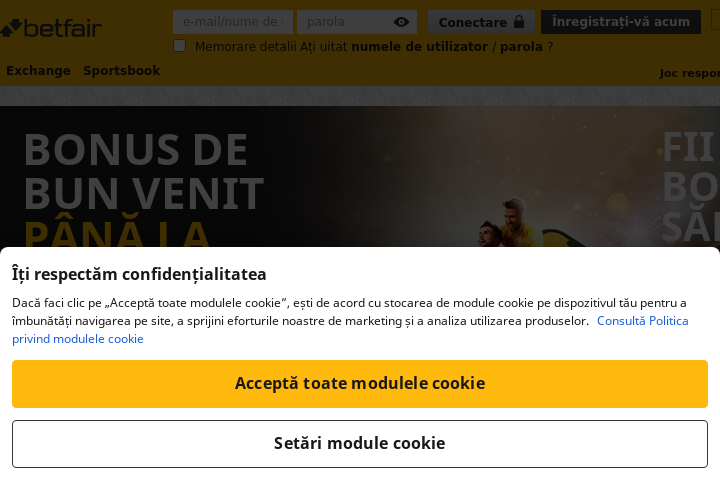 betfair
e-mail/nume de
parola
Conectare
Înregistrați-vă acum
Memorare detalii Ați uitat numele de utilizator / parola ?
Exchange Sportsbook
BONUS DE
BUN VENIT
PÂNĂ LA
FII
BO
Îți respectăm confidențialitatea
Dacă faci clic pe „Acceptă toate modulele cookie”, ești de acord cu stocarea de module cookie pe dispozitivul tău pentru a
îmbunătăți navigarea pe site, a sprijini eforturile noastre de marketing și a analiza utilizarea produselor. Consultă Politica
privind modulele cookie
Acceptă toate modulele cookie
Setări module cookie